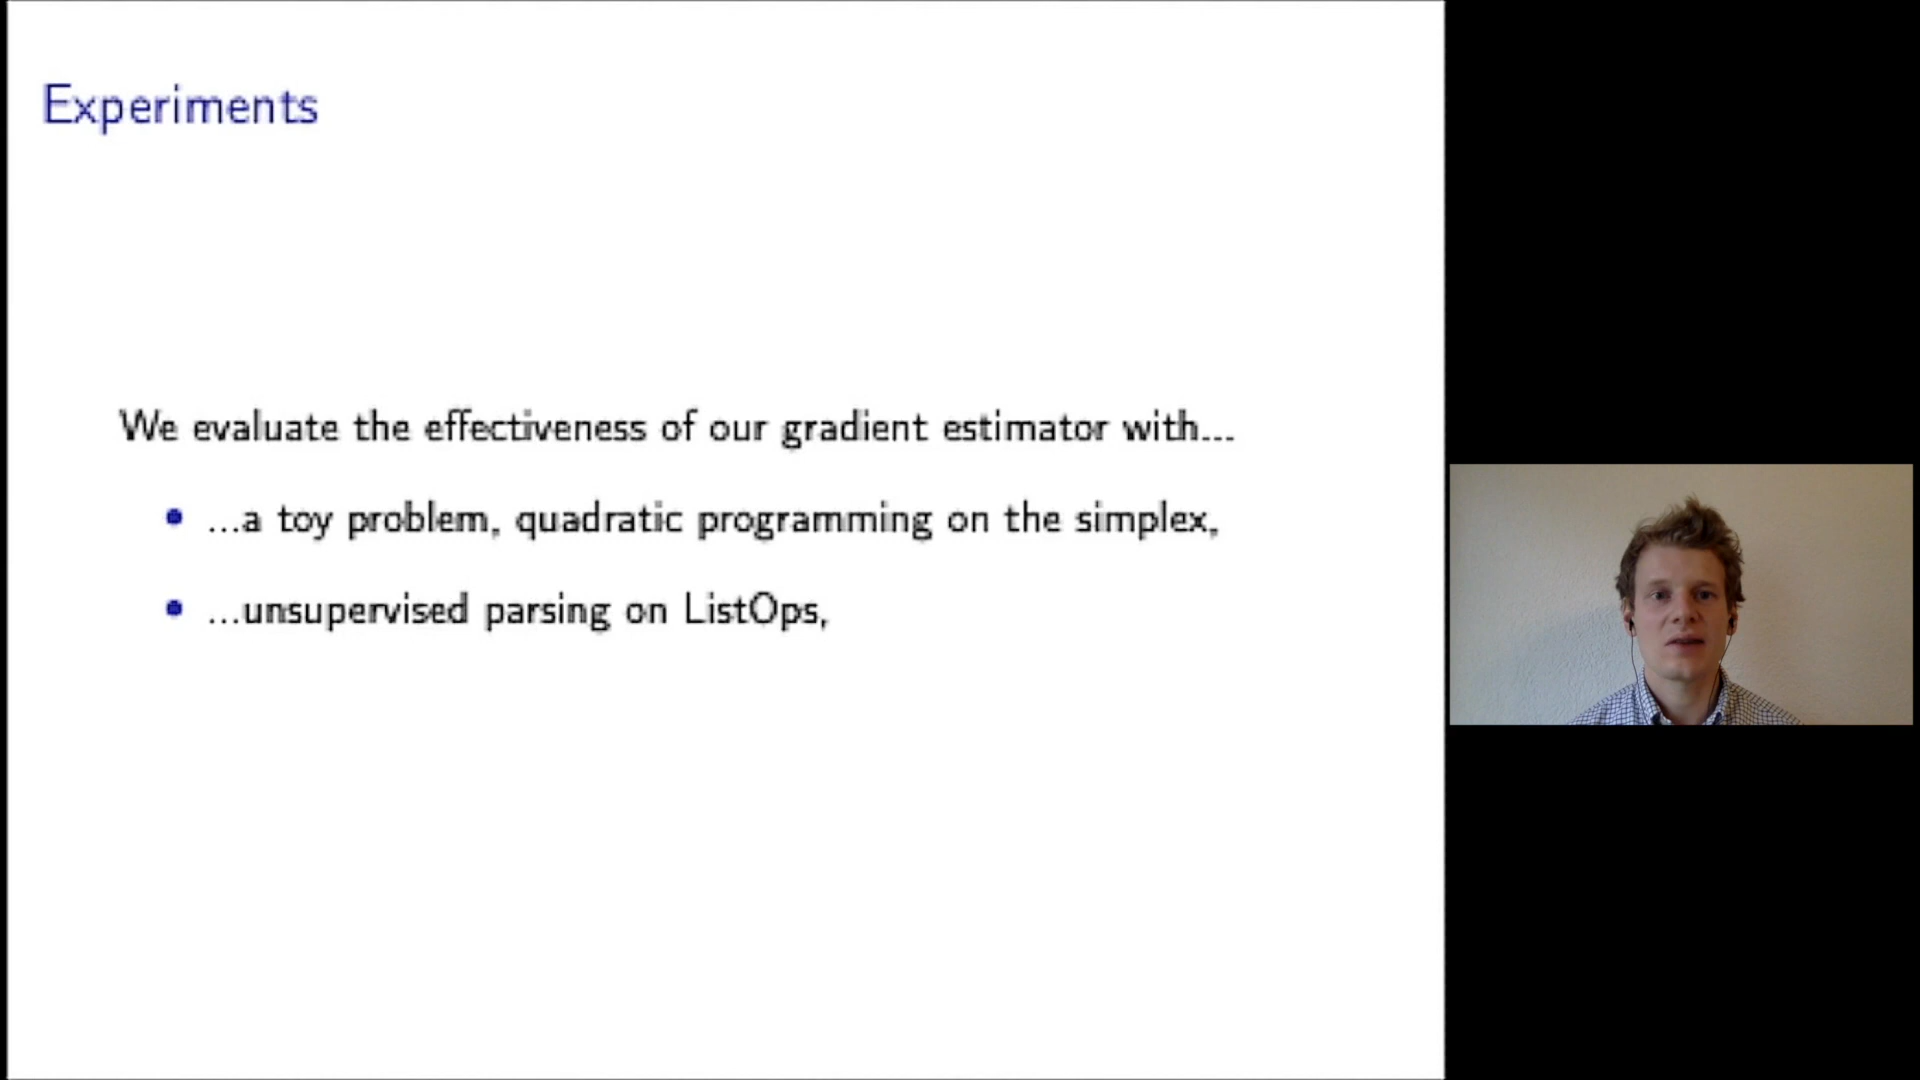 Experiments
We evaluate the effectiveness of our gradient estimator with...
...a toy problem, quadratic programming on the simplex,
...unsupervised parsing on ListOps,